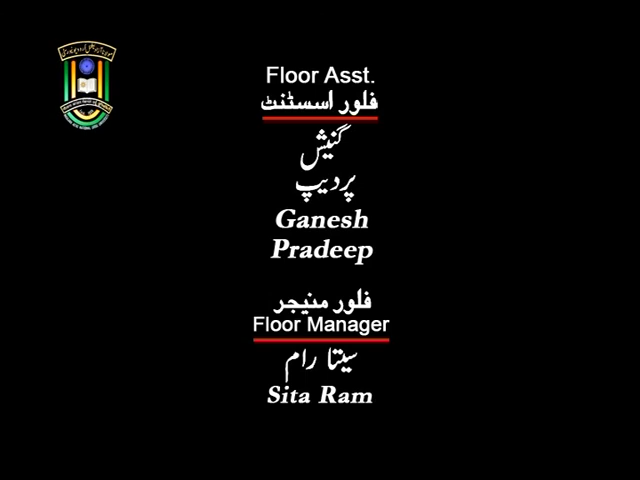 Floor Asst.
فلور اسسٹنٹ
گنیش
پردیپ
Ganesh
Pradeep
فلور منیجر
Floor Manager
سیتا رام
Sita Ram